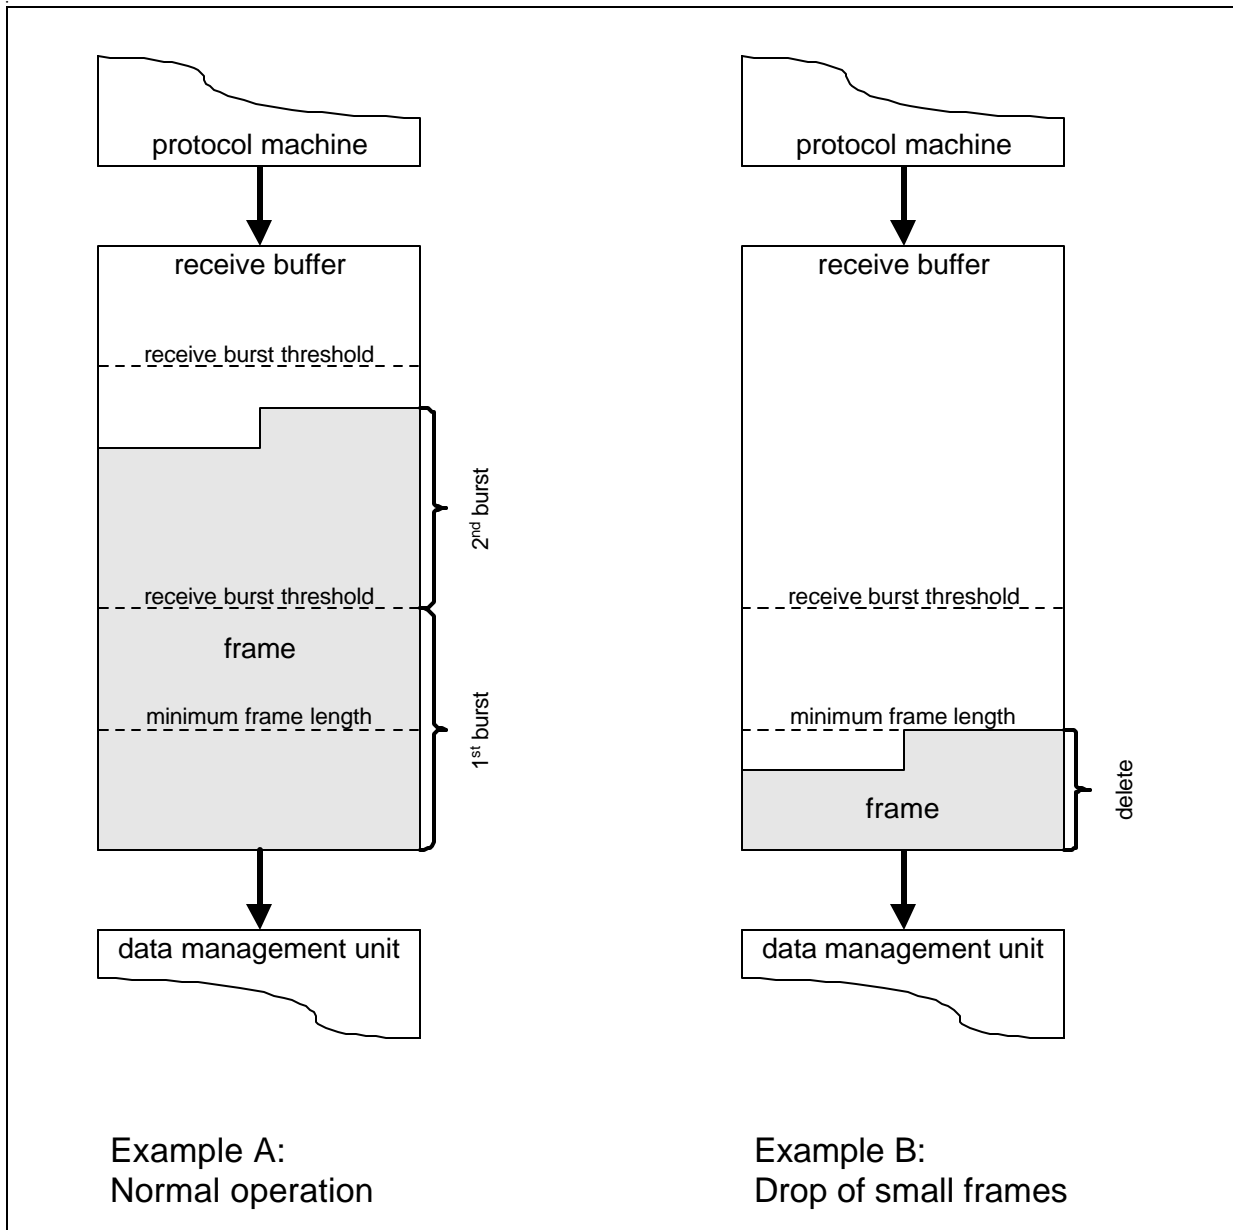 protocol machine
receive buffer
receive burst threshold
2nd burst
receive burst threshold
frame
minimum frame length
1st burst
data management unit
Example A:
Normal operation
protocol machine
receive buffer
receive burst threshold
minimum frame length
frame
delete
data management unit
Example B:
Drop of small frames